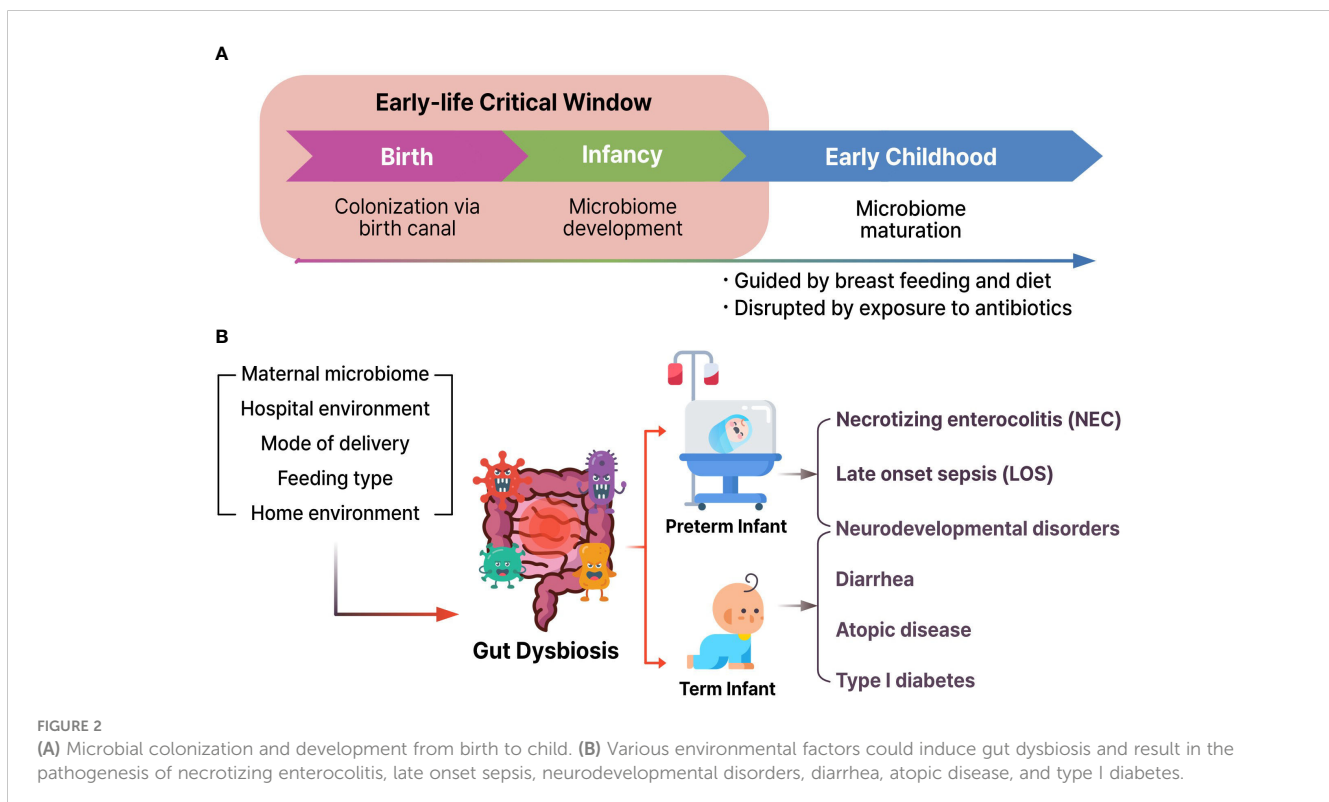 A
Early-life Critical Window
Birth
Infancy
Early Childhood
Colonization via
birth canal
Microbiome
development
Microbiome
maturation
· Guided by breast feeding and diet
· Disrupted by exposure to antibiotics
B
Maternal microbiome
Hospital environment
Mode of delivery
Feeding type
Home environment
Gut Dysbiosis
Preterm Infant
Term Infant
Necrotizing enterocolitis (NEC)
Late onset sepsis (LOS)
Neurodevelopmental disorders
Diarrhea
Atopic disease
Type I diabetes
FIGURE 2
(A) Microbial colonization and development from birth to child. (B) Various environmental factors could induce gut dysbiosis and result in the
pathogenesis of necrotizing enterocolitis, late onset sepsis, neurodevelopmental disorders, diarrhea, atopic disease, and type I diabetes.